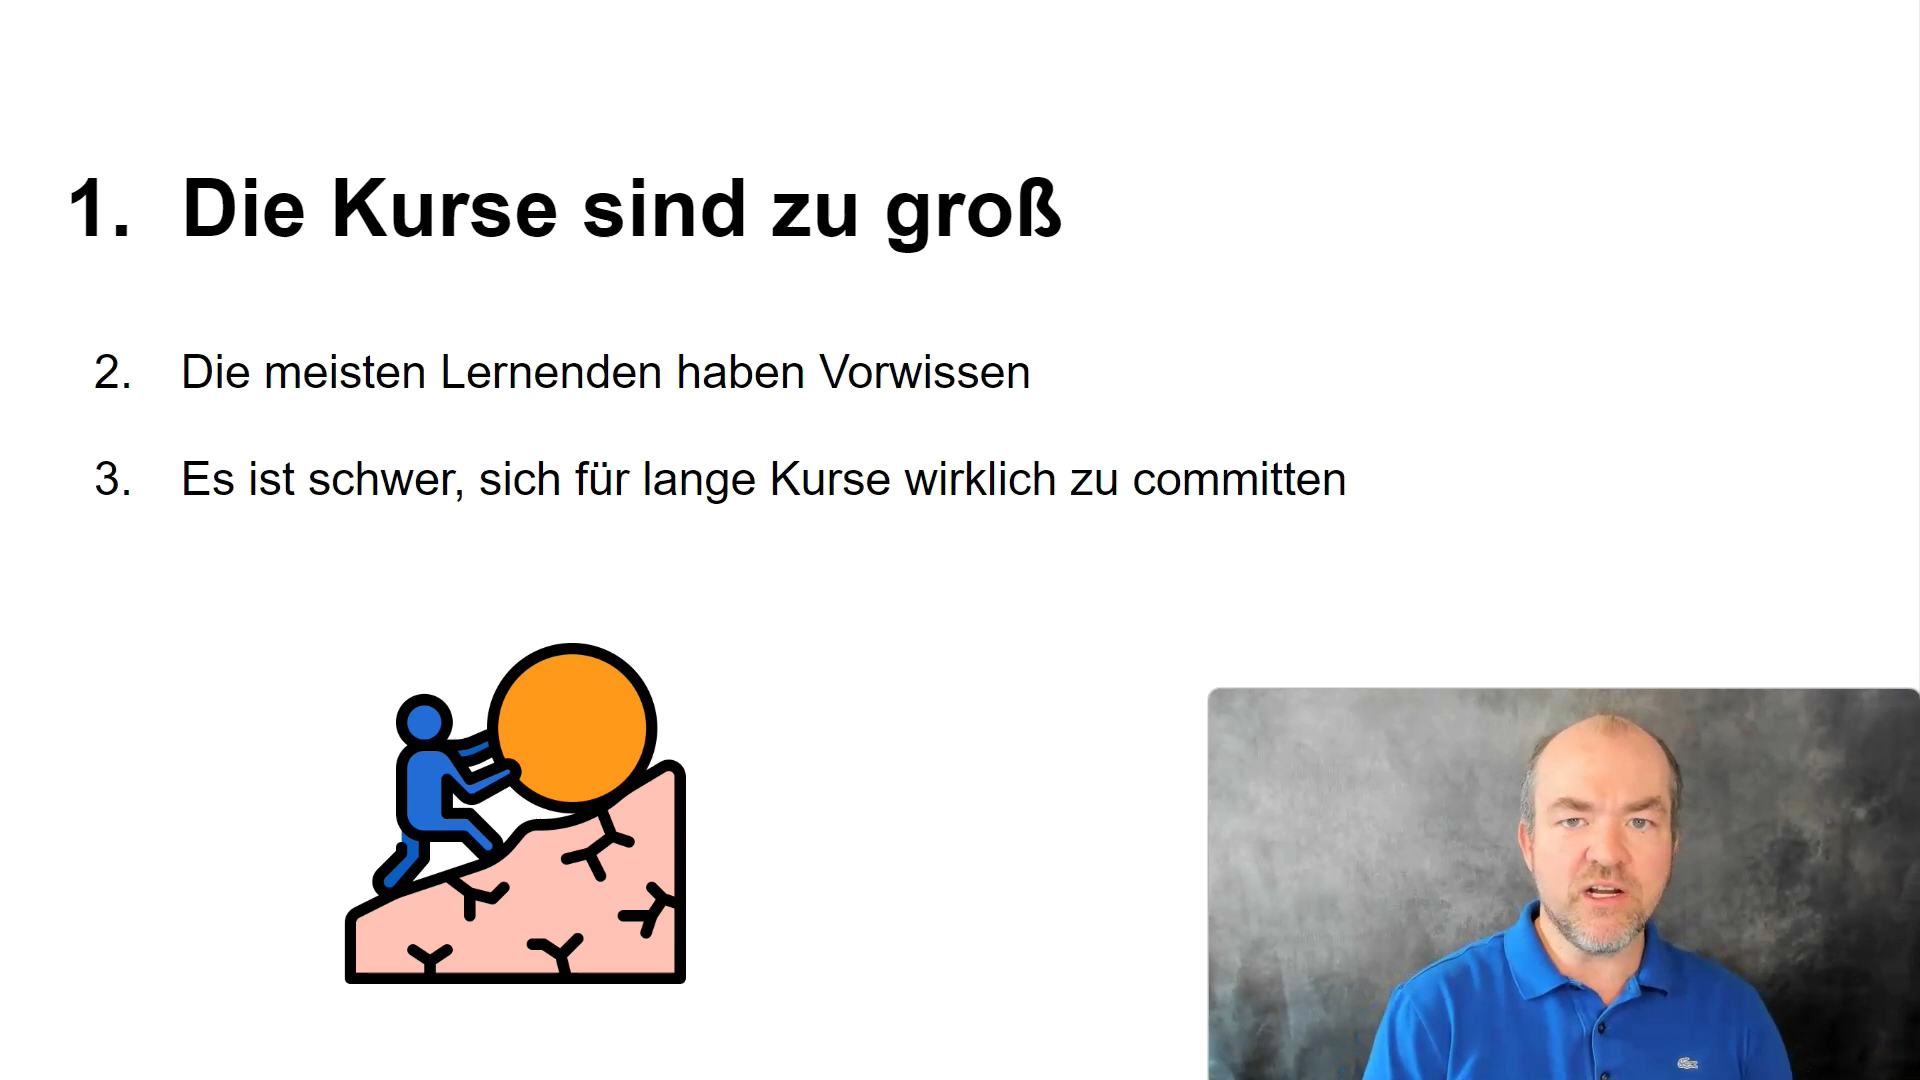 1. Die Kurse sind zu groß
2. Die meisten Lernenden haben Vorwissen
3. Es ist schwer, sich für lange Kurse wirklich zu committen